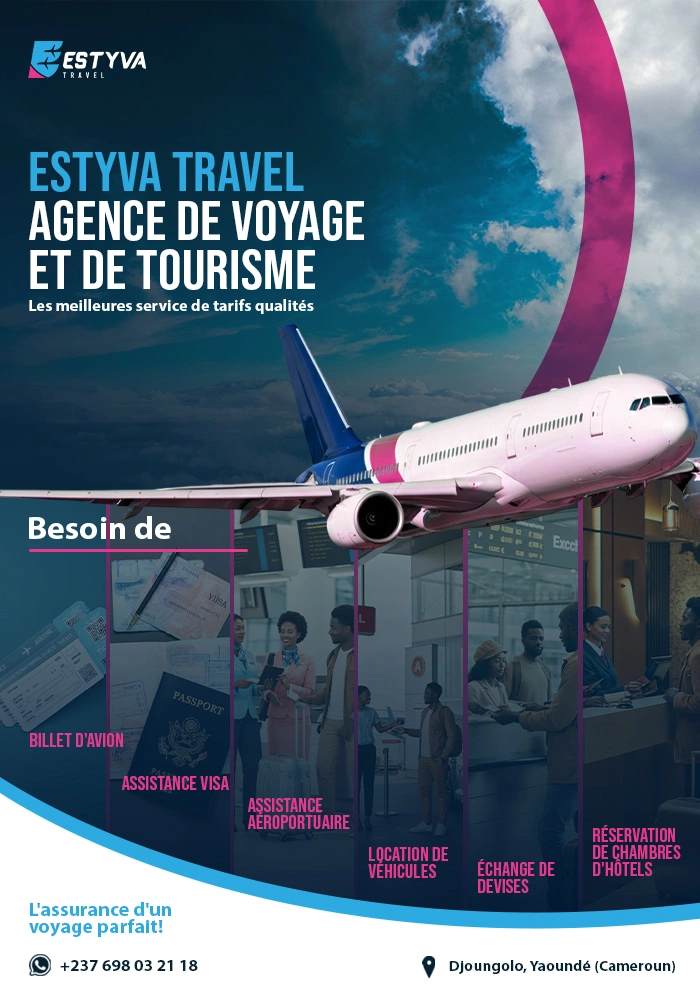 ESTYVA
TRAVEL
ESTYVA TRAVEL
AGENCE DE VOYAGE
ET DE TOURISME
Les meilleures service de tarifs qualités
Besoin de
VISA
PASSPORT
A
BILLET D'AVION
ASSISTANCE VISA
ASSISTANCE
AÉROPORTUAIRE
LOCATION DE
VÉHICULES
ÉCHANGE DE
DEVISES
RÉSERVATION
DE CHAMBRES
D'HÔTELS
L'assurance d'un
voyage parfait!
+237 698 03 21 18
Djoungolo, Yaoundé (Cameroun)